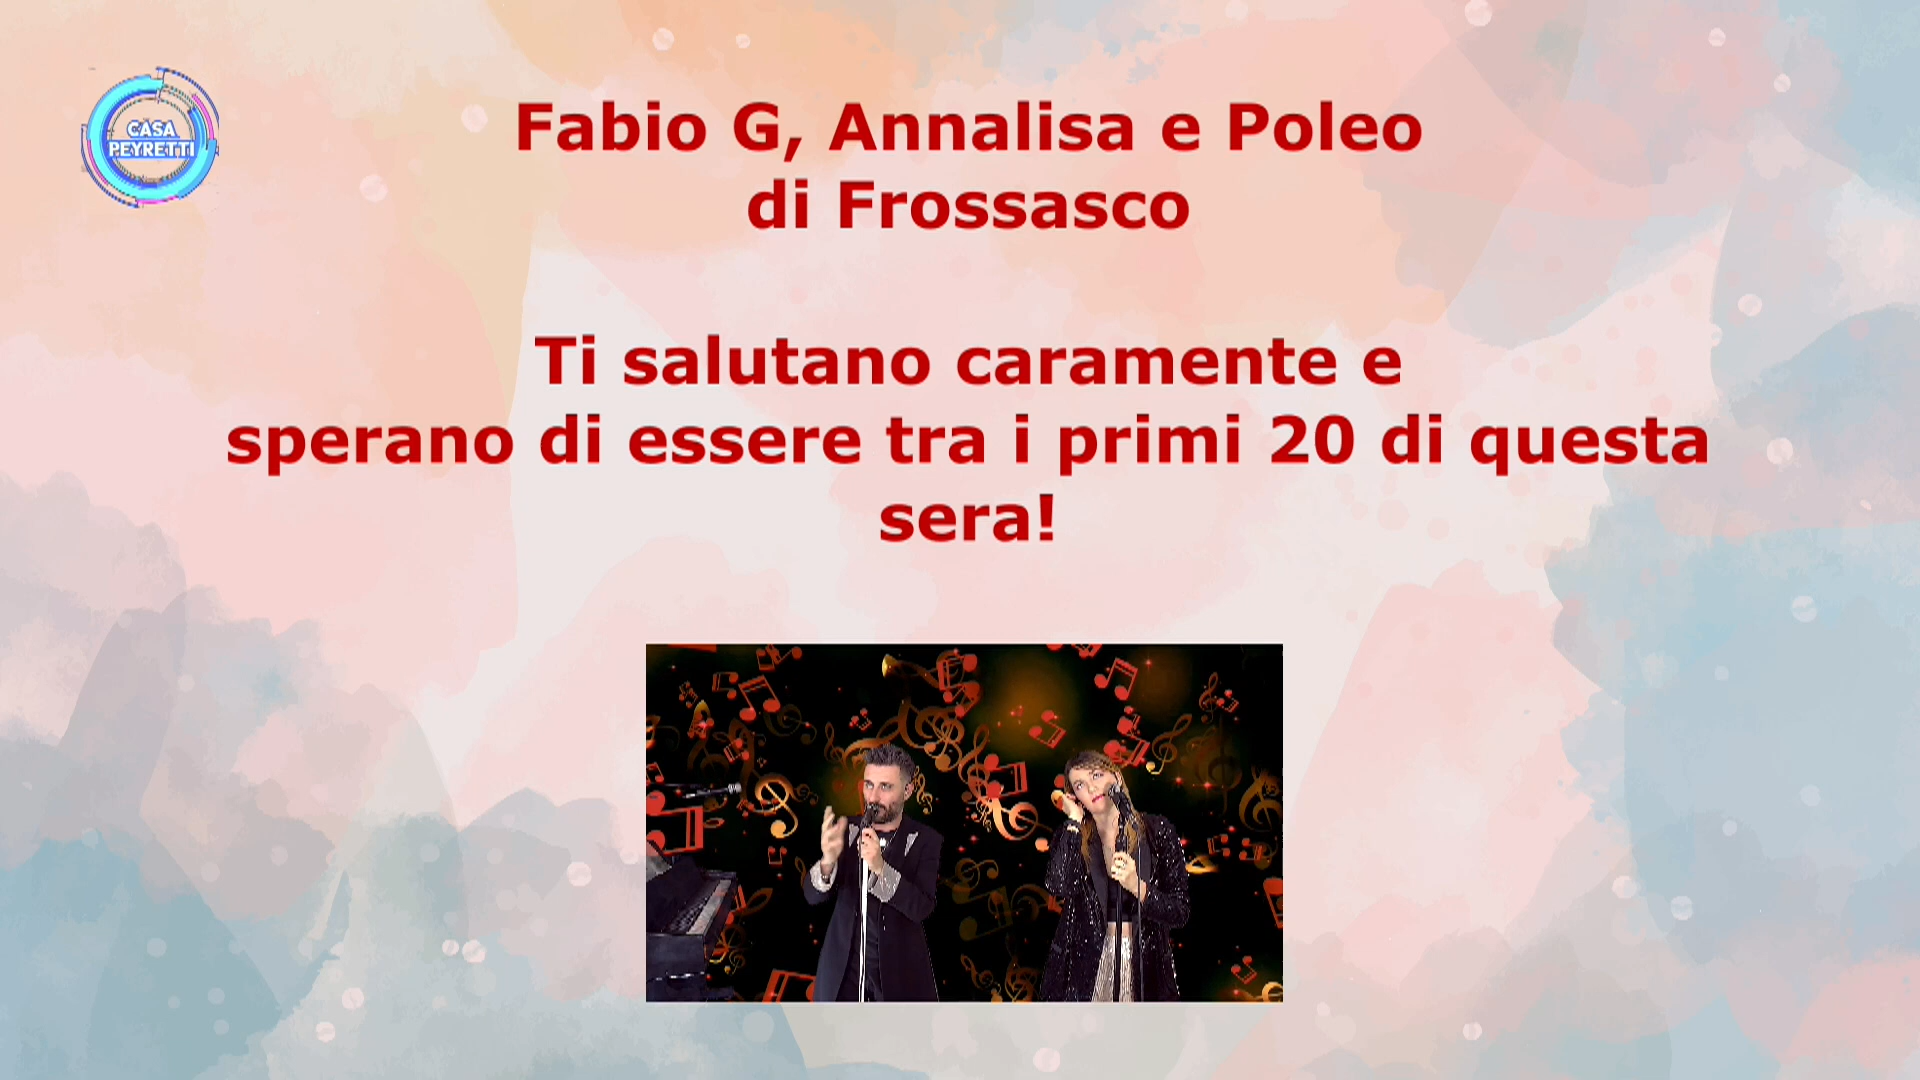 CASA
PEYRETTI
Fabio G, Annalisa e Poleo
di Frossasco
Ti salutano caramente e
sperano di essere tra i primi 20 di questa
sera!